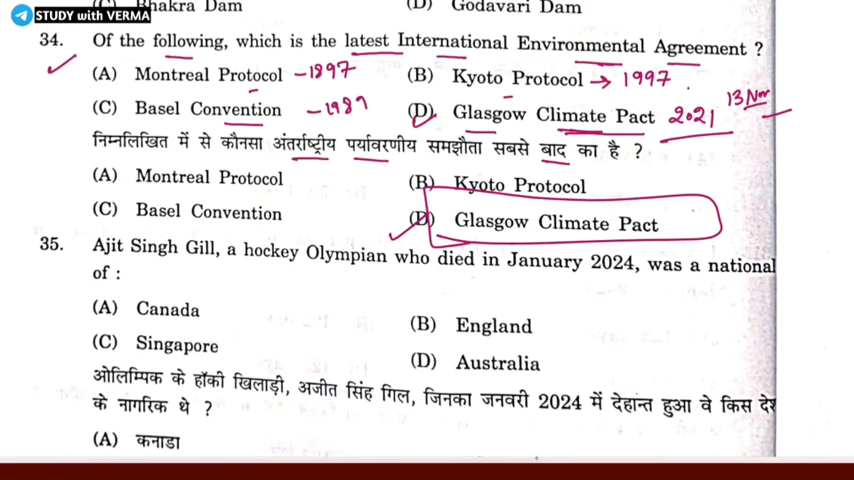 STUDY with VERMA
(C) Bhakra Dam (D) Godavari Dam
34. Of the following, which is the latest International Environmental Agreement ?
(A) Montreal Protocol -1897 (B) Kyoto Protocol → 1997
(C) Basel Convention -1989 (D) Glasgow Climate Pact 2021 13 Nov
निम्नलिखित में से कौनसा अंतर्राष्ट्रीय पर्यावरणीय समझौता सबसे बाद का है ?
(A) Montreal Protocol (B) Kyoto Protocol
(C) Basel Convention (D) Glasgow Climate Pact
35. Ajit Singh Gill, a hockey Olympian who died in January 2024, was a national
of :
(A) Canada (B) England
(C) Singapore (D) Australia
ओलिम्पिक के हॉकी खिलाड़ी, अजीत सिंह गिल, जिनका जनवरी 2024 में देहान्त हुआ वे किस देश
के नागरिक थे ?
(A) कनाडा